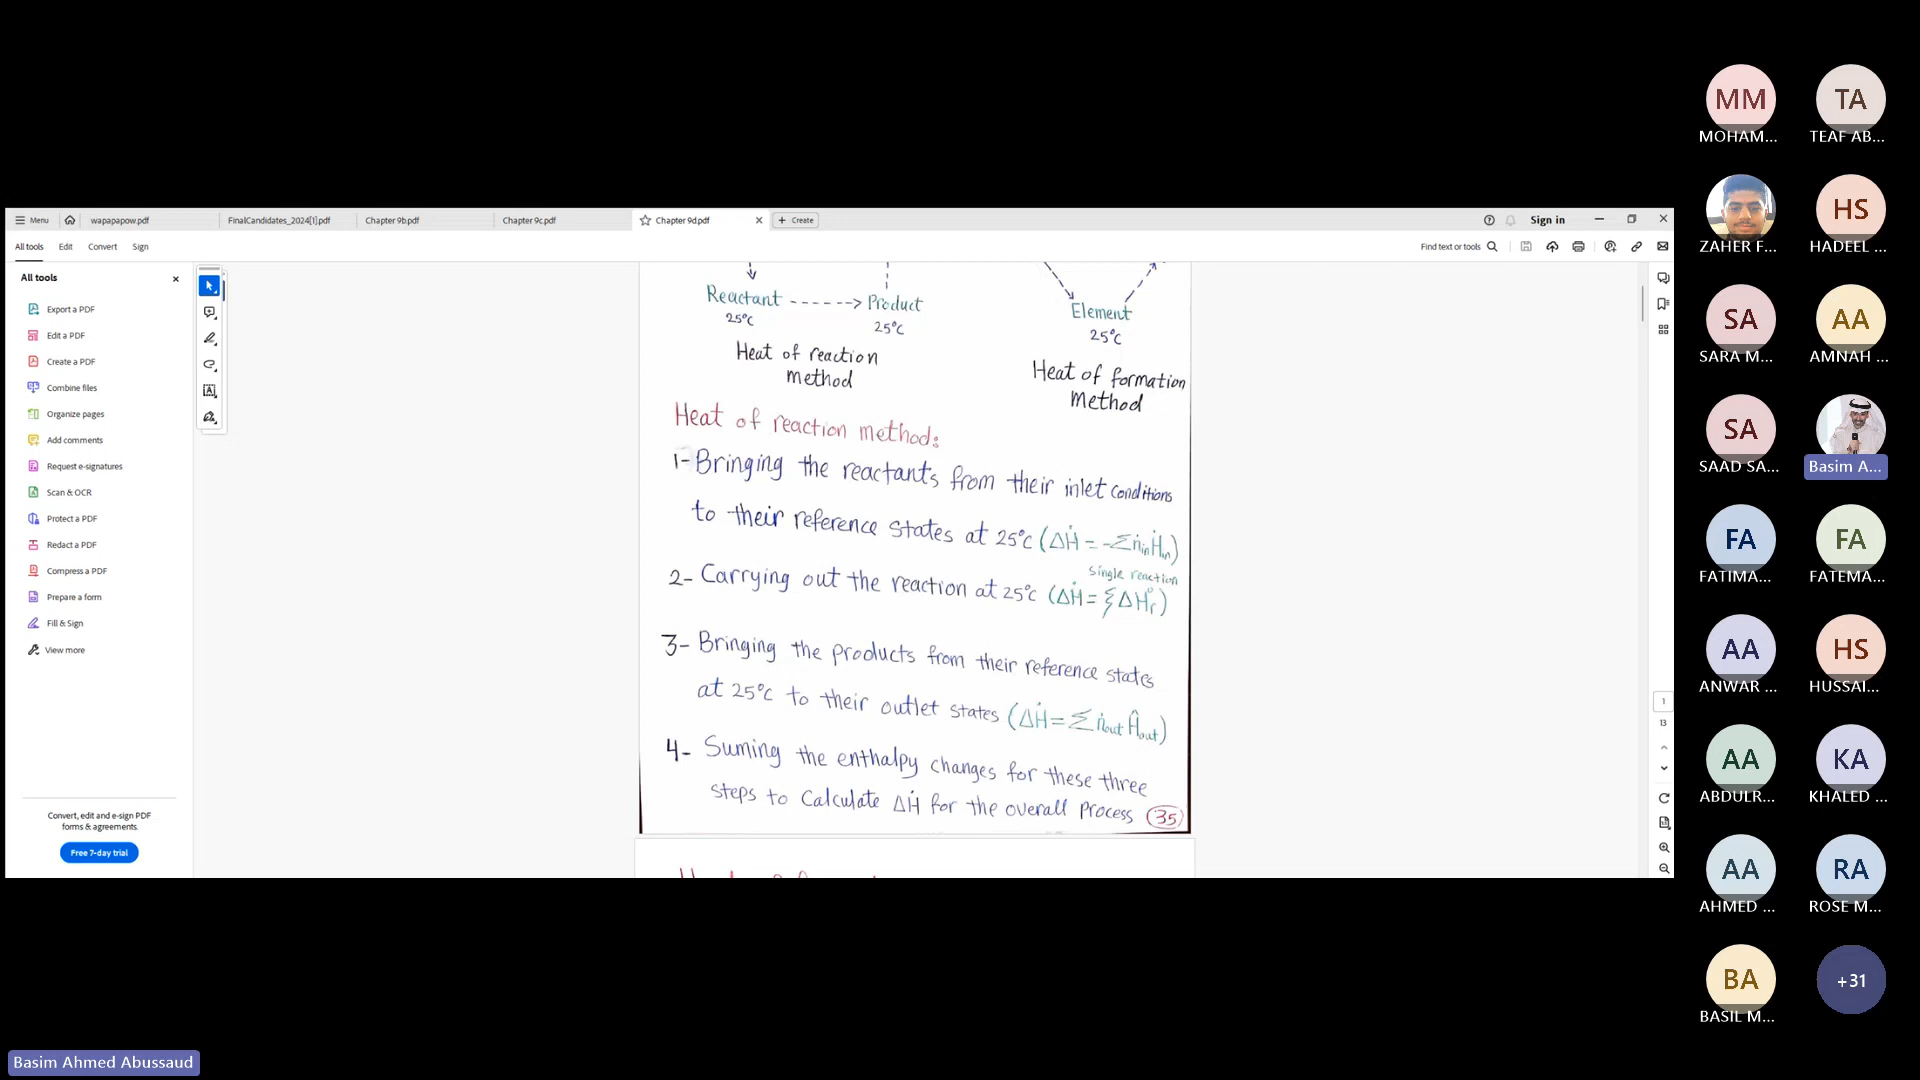 Menu
wapapapow.pdf
FinalCandidates_2024[1].pdf
Chapter 9b.pdf
Chapter 9c.pdf
Chapter 9d.pdf
Create
Sign in
All tools
Edit
Convert
Sign
Find text or tools
All tools
Export a PDF
Edit a PDF
Create a PDF
Combine files
Organize pages
Add comments
Request e-signatures
Scan & OCR
Protect a PDF
Redact a PDF
Compress a PDF
Prepare a form
Fill & Sign
View more
Convert, edit and e-sign PDF
forms & agreements.
Free 7-day trial
Reactant -----> Product
25°C 25°C
Heat of reaction
method
Element
25°C
Heat of formation
Method
Heat of reaction method:
1- Bringing the reactants from their inlet conditions
to their reference states at 25°C (ΔḢ = -Σṅin Ḣin)
single reaction
2- Carrying out the reaction at 25°C (ΔḢ = ξ ΔHr°)
3- Bringing the products from their reference states
at 25°C to their outlet states (ΔḢ = Σ ṅout Ĥout)
4- Suming the enthalpy changes for these three
steps to Calculate ΔḢ for the overall process 35
1
13
MM
MOHAM...
TA
TEAF AB...
ZAHER F...
HS
HADEEL ...
SA
SARA M...
AA
AMNAH ...
SA
SAAD SA...
Basim A...
FA
FATIMA...
FA
FATEMA...
AA
ANWAR ...
HS
HUSSAI...
AA
ABDULR...
KA
KHALED ...
AA
AHMED ...
RA
ROSE M...
BA
BASIL M...
+31
Basim Ahmed Abussaud